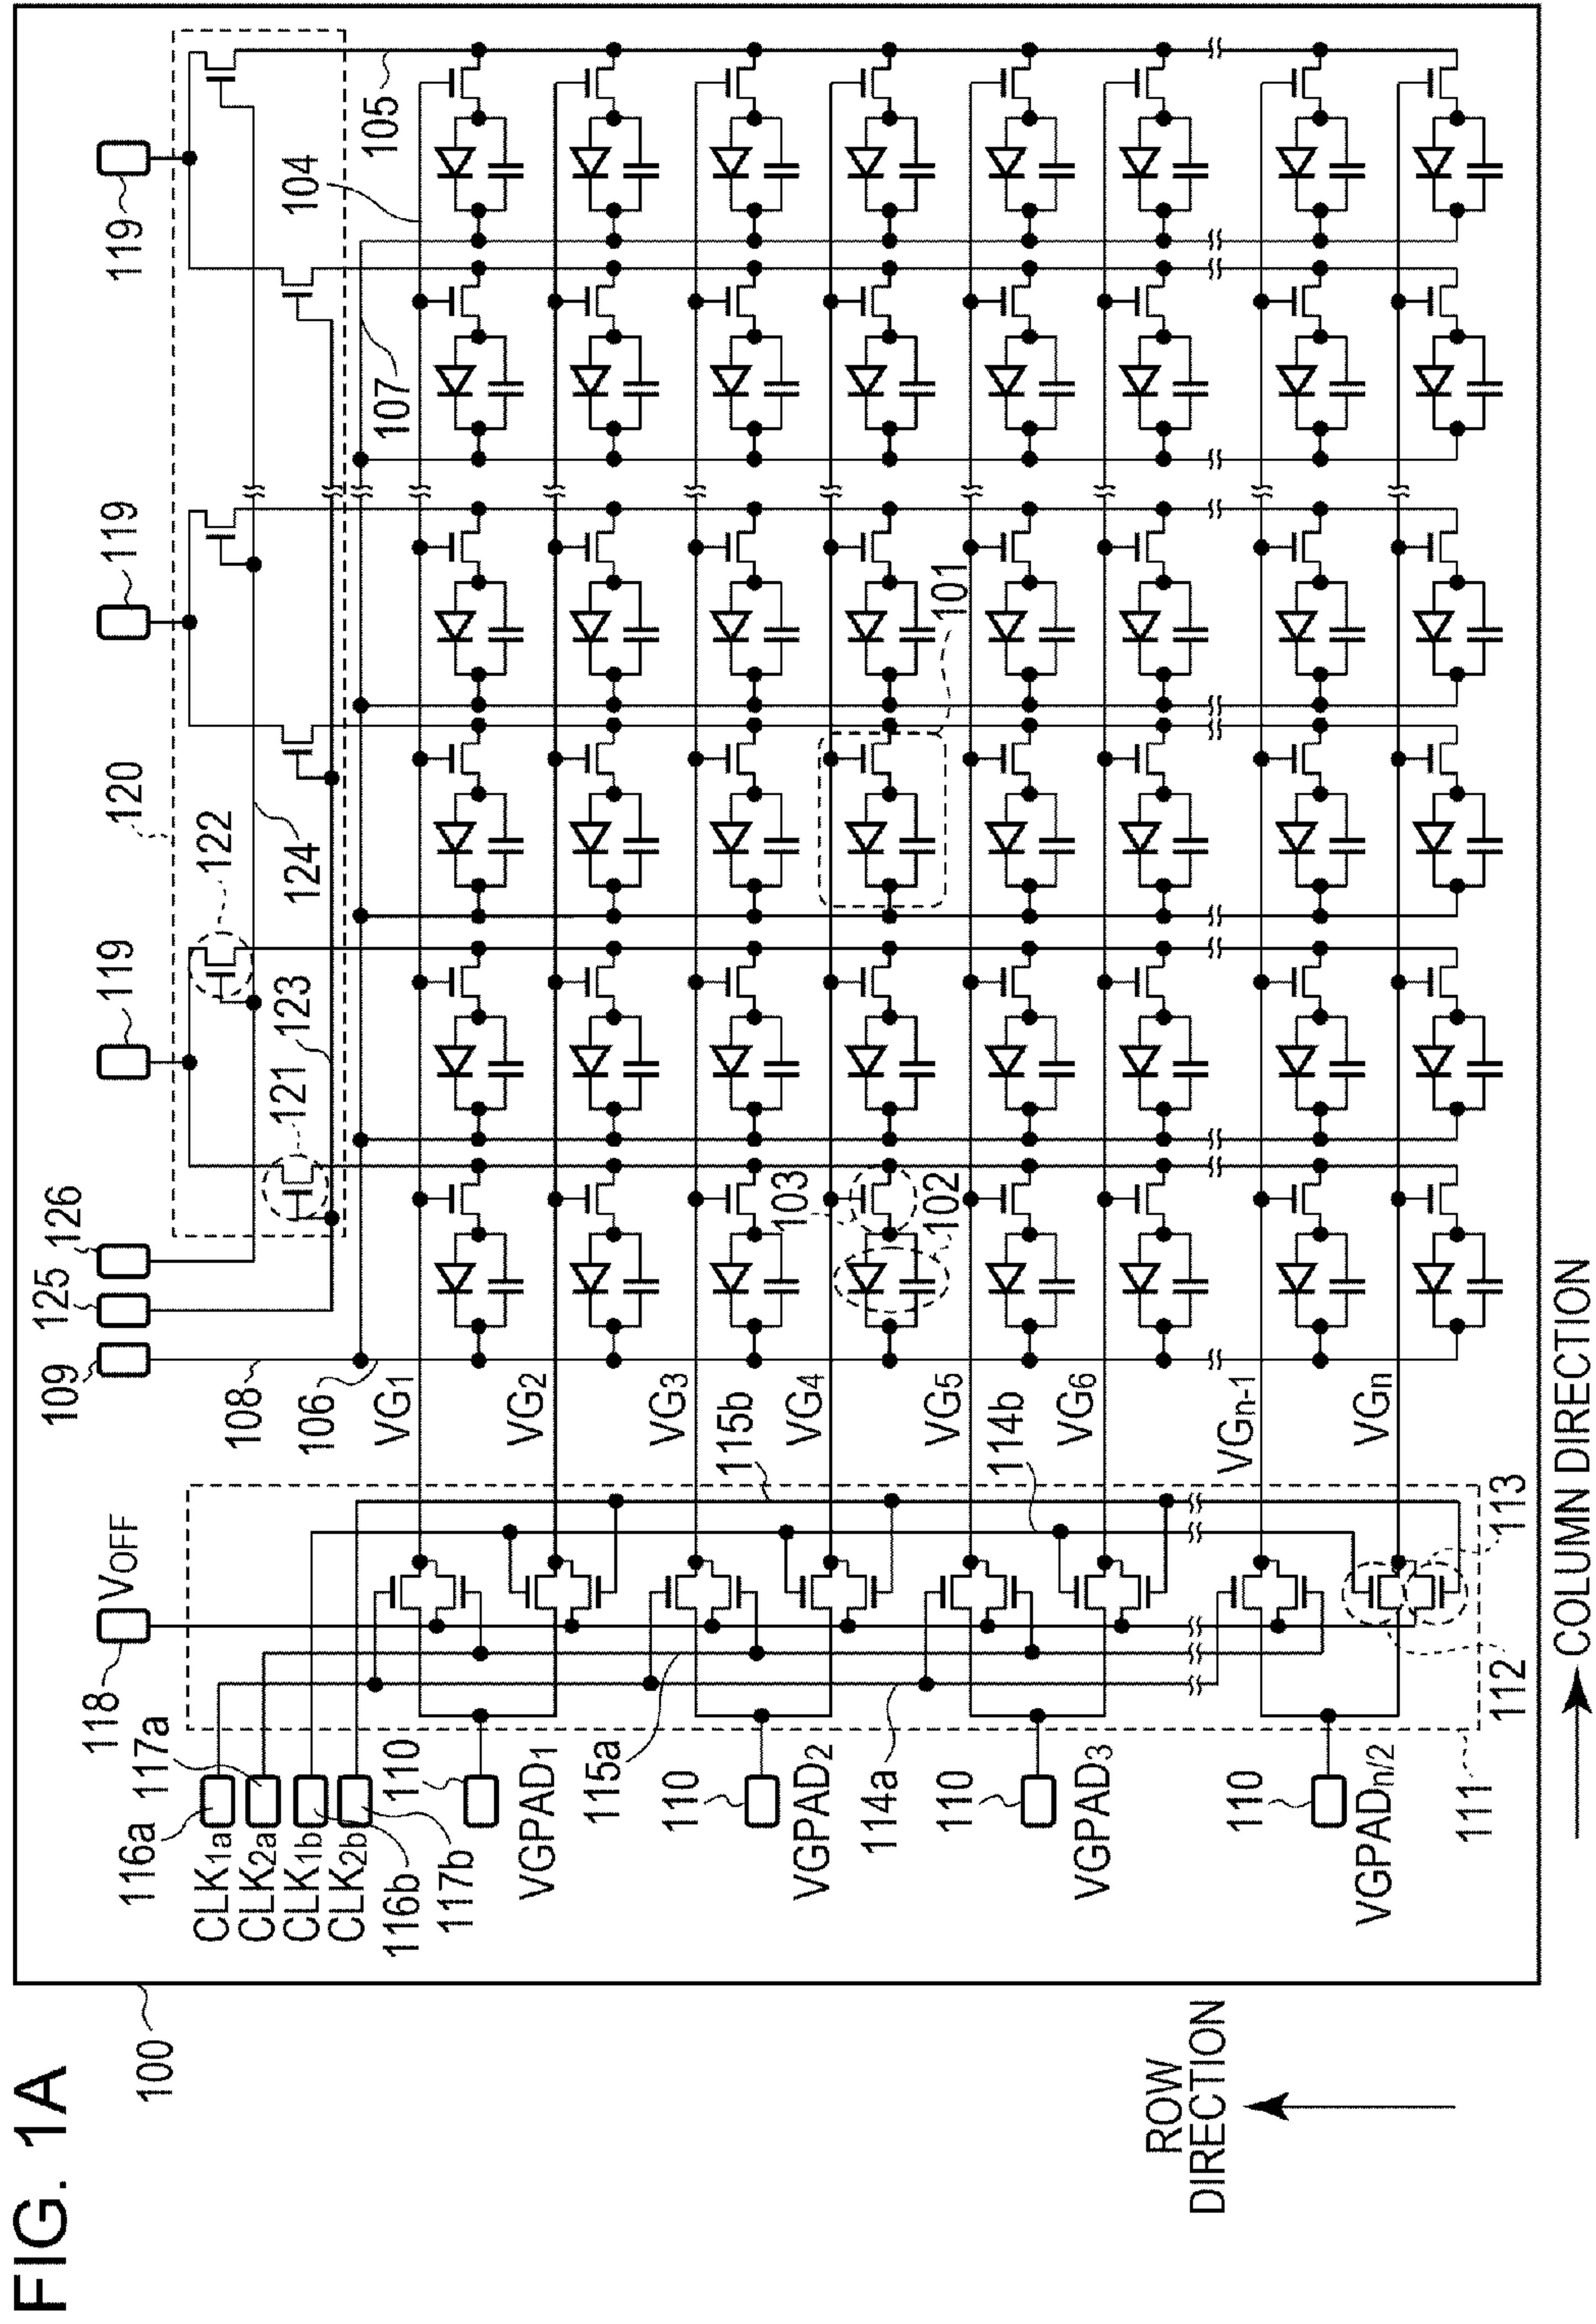 FIG. 1A
100
119
119
119
120
105
104
107
101
122
124
121
123
126
125
109
108
106
103
102
VG1
VG2
VG3
VG4
VG5
VG6
VGn-1
VGn
115b
114b
113
112
VOFF
118
117a
116a
CLK1a
CLK2a
CLK1b
CLK2b
116b
117b
110
VGPAD1
115a
110
VGPAD2
114a
110
VGPAD3
110
VGPADn/2
111
COLUMN DIRECTION
ROW
DIRECTION